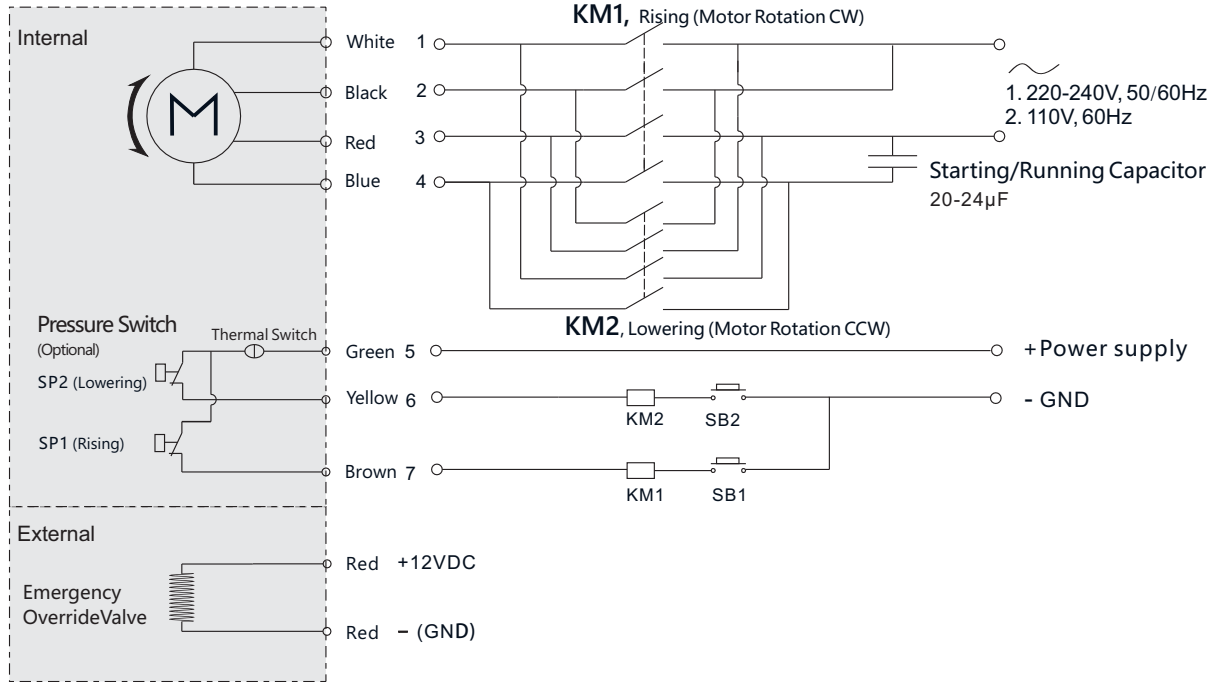 Internal
M
White 1
Black 2
Red 3
Blue 4
KM1, Rising (Motor Rotation CW)
1. 220-240V, 50/60Hz
2. 110V, 60Hz
Starting/Running Capacitor
20-24μF
KM2, Lowering (Motor Rotation CCW)
Pressure Switch
(Optional)
Thermal Switch
SP2 (Lowering)
SP1 (Rising)
Green 5
+Power supply
Yellow 6
KM2
SB2
- GND
Brown 7
KM1
SB1
External
Emergency
OverrideValve
Red +12VDC
Red – (GND)